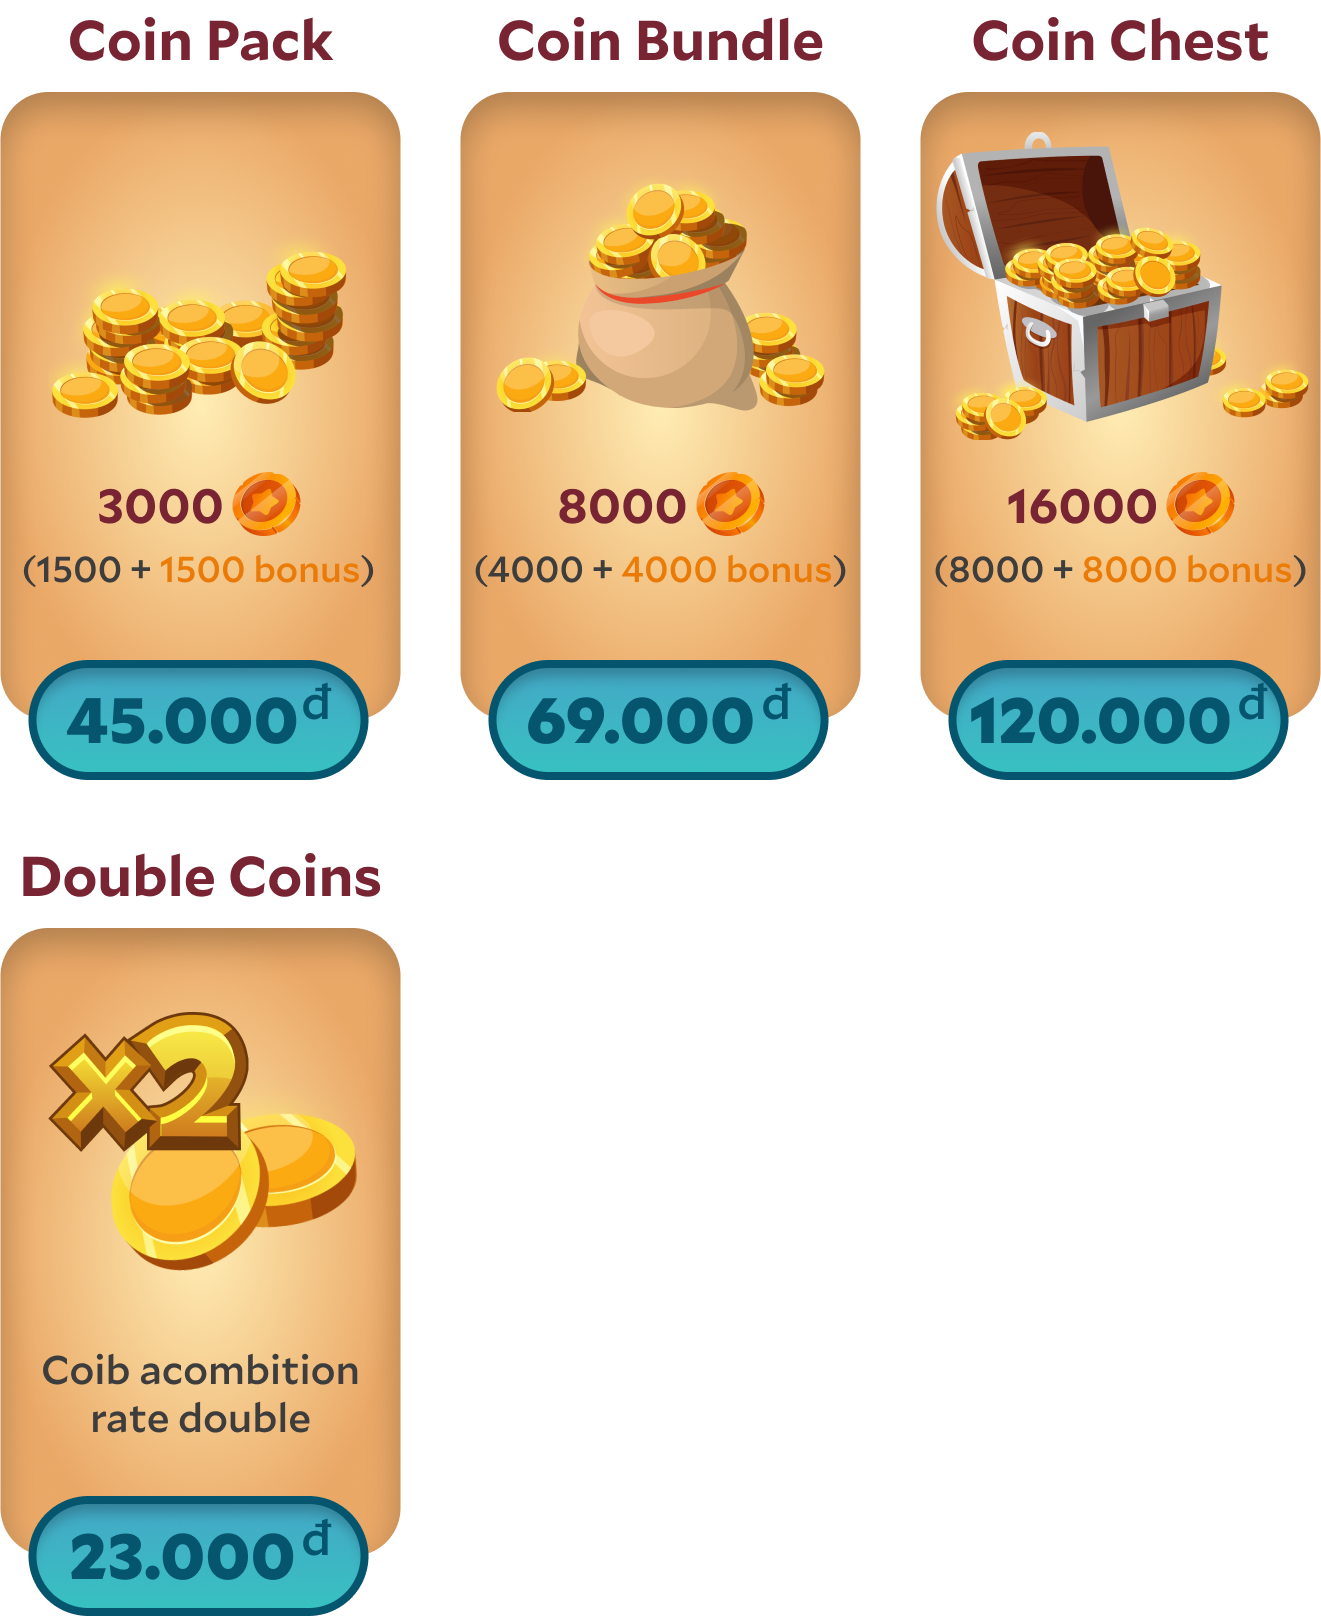 Coin Pack
Coin Bundle
Coin Chest
3000
8000
16000
(1500 + 1500 bonus)
(4000 + 4000 bonus)
(8000 + 8000 bonus)
45.000đ
69.000đ
120.000đ
Double Coins
x2
Coib acombition
rate double
23.000đ